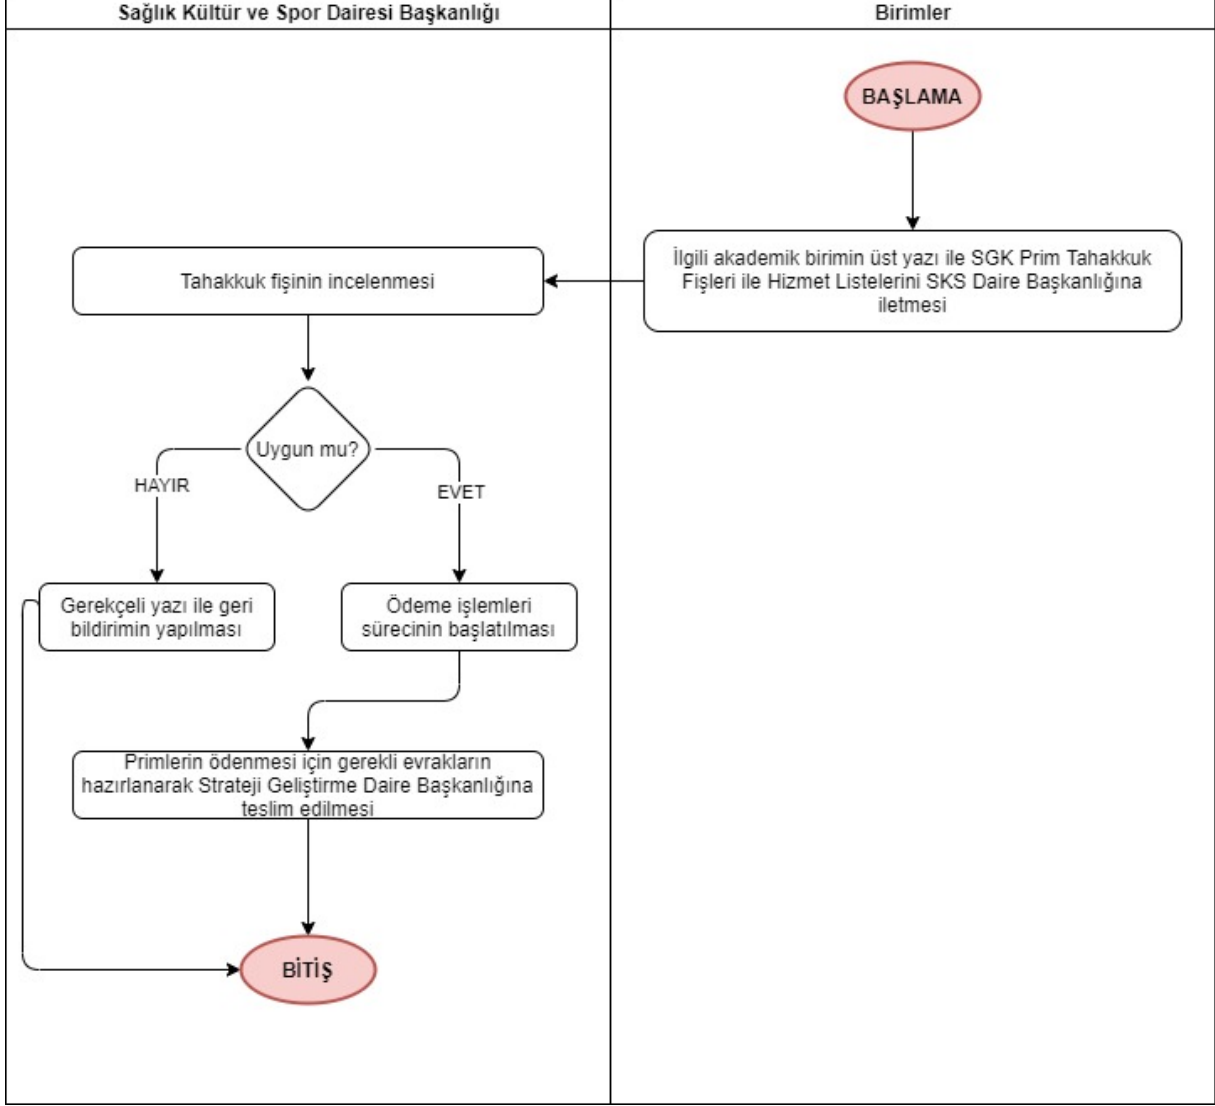 Sağlık Kültür ve Spor Dairesi Başkanlığı
Birimler
BAŞLAMA
İlgili akademik birimin üst yazı ile SGK Prim Tahakkuk
Fişleri ile Hizmet Listelerini SKS Daire Başkanlığına
iletmesi
Tahakkuk fişinin incelenmesi
Uygun mu?
HAYIR
EVET
Gerekçeli yazı ile geri
bildirimin yapılması
Ödeme işlemleri
sürecinin başlatılması
Primlerin ödenmesi için gerekli evrakların
hazırlanarak Strateji Geliştirme Daire Başkanlığına
teslim edilmesi
BİTİŞ